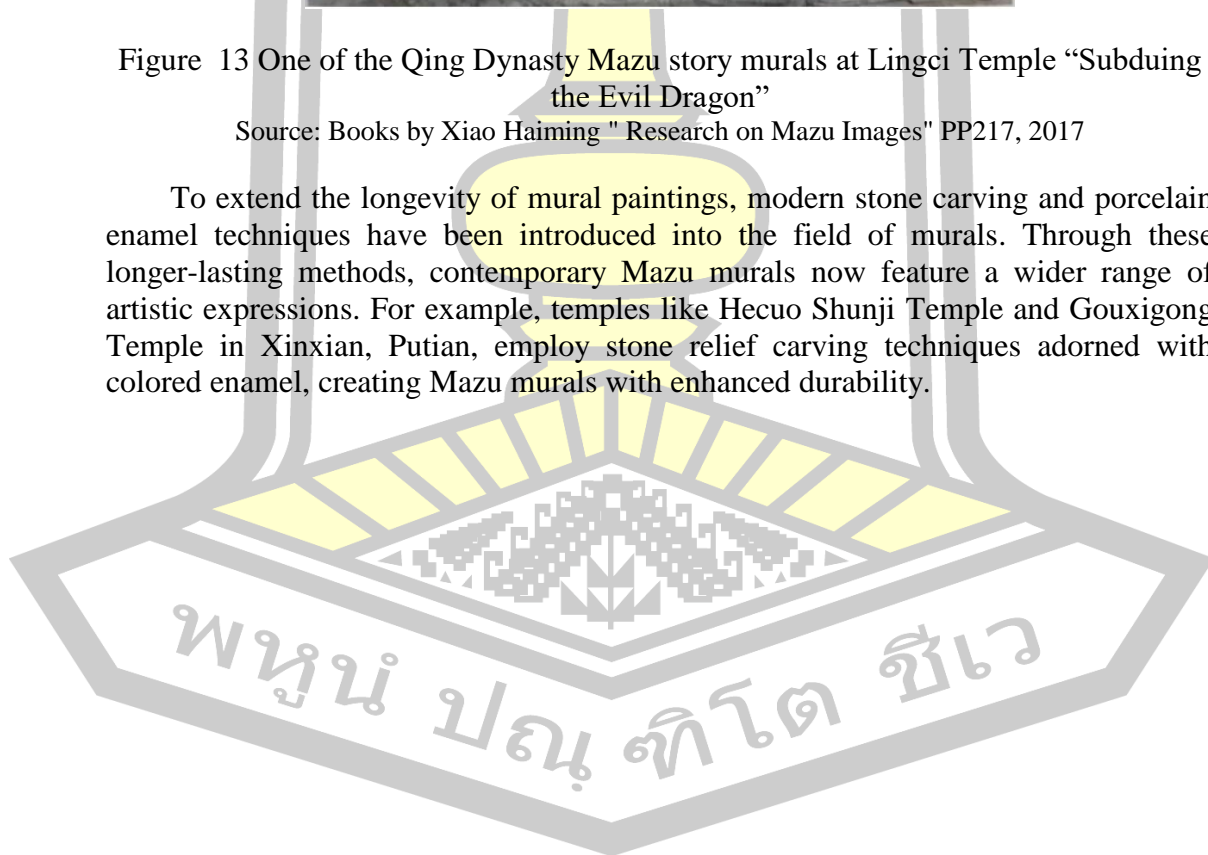 Figure  13 One of the Qing Dynasty Mazu story murals at Lingci Temple “Subduing
the Evil Dragon”
Source: Books by Xiao Haiming " Research on Mazu Images" PP217, 2017
To extend the longevity of mural paintings, modern stone carving and porcelain
enamel techniques have been introduced into the field of murals. Through these
longer-lasting methods, contemporary Mazu murals now feature a wider range of
artistic expressions. For example, temples like Hecuo Shunji Temple and Gouxigong
Temple in Xinxian, Putian, employ stone relief carving techniques adorned with
colored enamel, creating Mazu murals with enhanced durability.
พหูนํ ปณฺฑิโต ชีเว